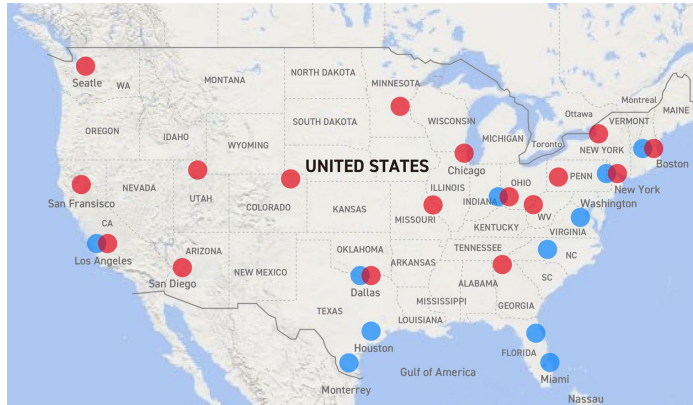 Seatle
WA
MONTANA
NORTH DAKOTA
MINNESOTA
Ottawa
Montreal
VERMONT
MAINE
OREGON
IDAHO
SOUTH DAKOTA
WISCONSIN
MICHIGAN
Toronto
NEW YORK
Boston
WYOMING
UNITED STATES
Chicago
San Fransisco
NEVADA
UTAH
COLORADO
KANSAS
ILLINOIS
MISSOURI
INDIANA
OHIO
PENN
New York
Washington
WV
VIRGINIA
KENTUCKY
CA
Los Angeles
ARIZONA
San Diego
NEW MEXICO
OKLAHOMA
ARKANSAS
TENNESSEE
NC
SC
Dallas
ALABAMA
MISSISSIPPI
GEORGIA
TEXAS
LOUISIANA
Houston
FLORIDA
Gulf of America
Miami
Monterrey
Nassau